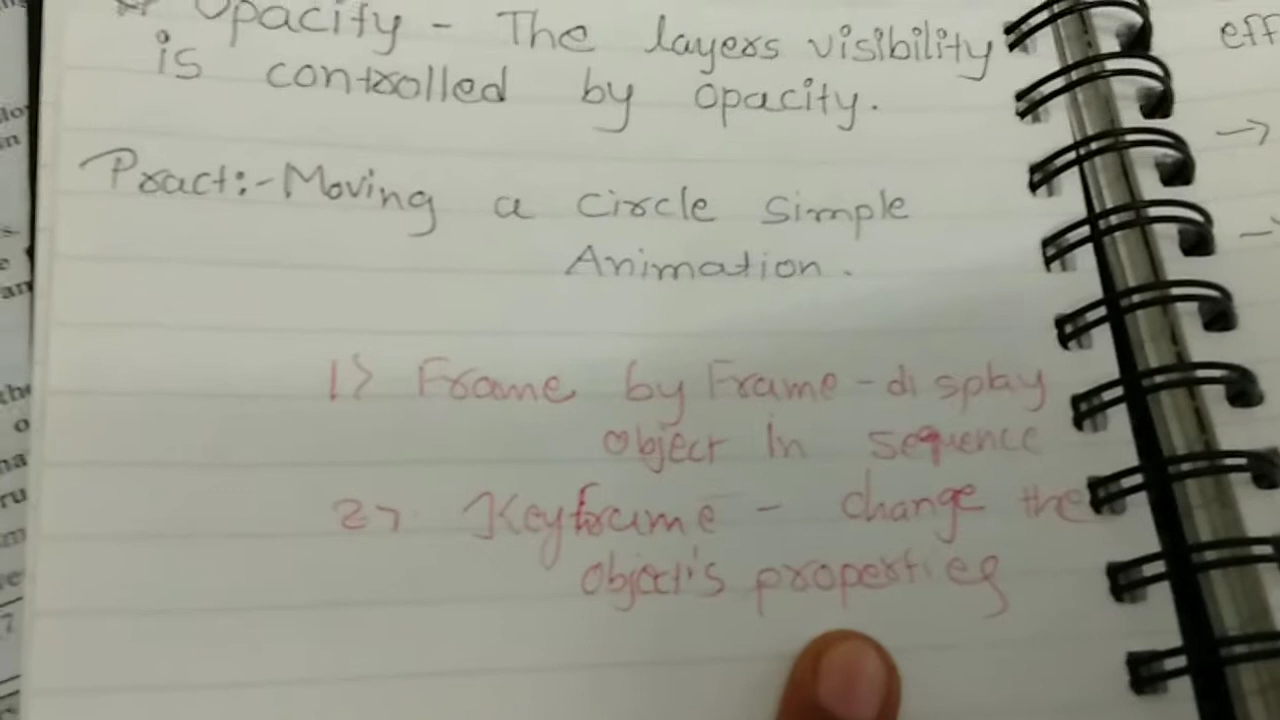 Opacity - The layers visibility
is controlled by opacity.
Pract:- Moving a circle simple
Animation.
1> Frame by Frame - display
object In sequence
2> Keyframe - change the
object's properties
eff
→